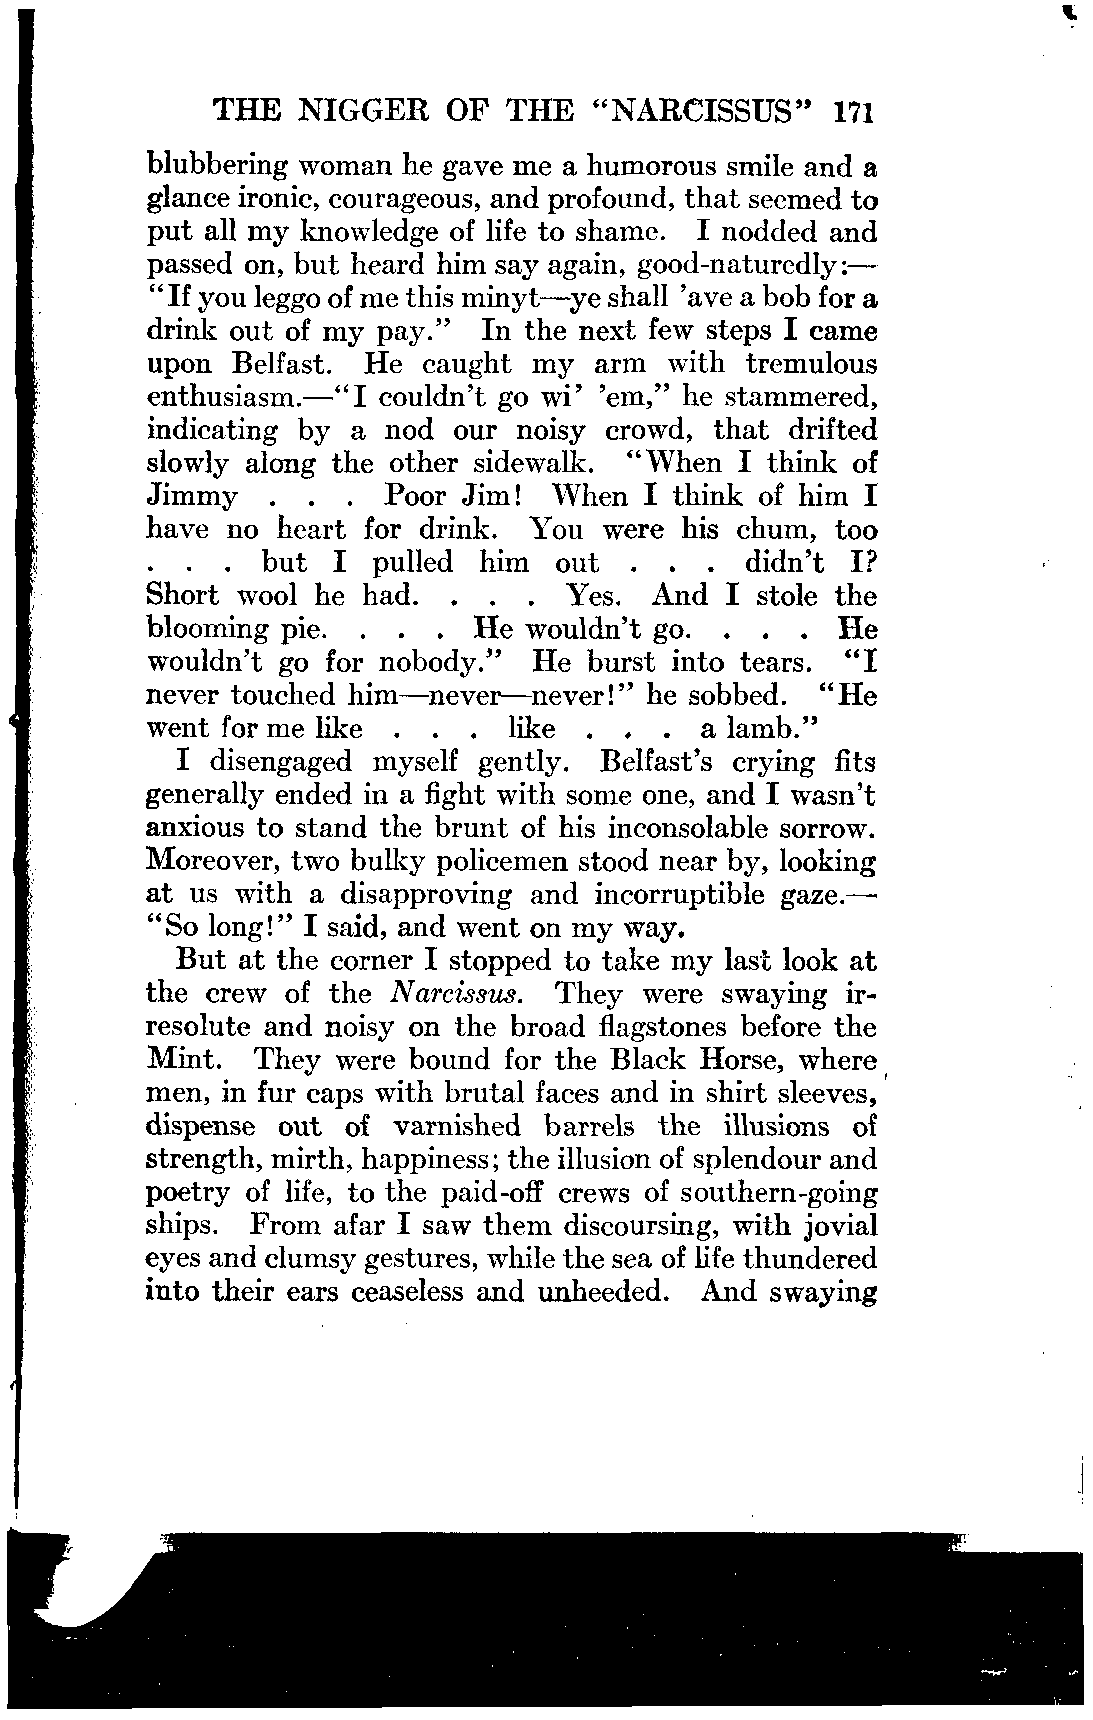 THE NIGGER OF THE “NARCISSUS” 171
blubbering woman he gave me a humorous smile and a
glance ironic, courageous, and profound, that seemed to
put all my knowledge of life to shame. I nodded and
passed on, but heard him say again, good-naturedly:—
“If you leggo of me this minyt—ye shall ’ave a bob for a
drink out of my pay.” In the next few steps I came
upon Belfast. He caught my arm with tremulous
enthusiasm.—“I couldn’t go wi’ ’em,” he stammered,
indicating by a nod our noisy crowd, that drifted
slowly along the other sidewalk. “When I think of
Jimmy . . . Poor Jim! When I think of him I
have no heart for drink. You were his chum, too
. . . but I pulled him out . . . didn’t I?
Short wool he had. . . . Yes. And I stole the
blooming pie. . . . He wouldn’t go. . . . He
wouldn’t go for nobody.” He burst into tears. “I
never touched him—never—never!” he sobbed. “He
went for me like . . . like . . . a lamb.”
I disengaged myself gently. Belfast’s crying fits
generally ended in a fight with some one, and I wasn’t
anxious to stand the brunt of his inconsolable sorrow.
Moreover, two bulky policemen stood near by, looking
at us with a disapproving and incorruptible gaze.—
“So long!” I said, and went on my way.
But at the corner I stopped to take my last look at
the crew of the Narcissus. They were swaying ir-
resolute and noisy on the broad flagstones before the
Mint. They were bound for the Black Horse, where
men, in fur caps with brutal faces and in shirt sleeves,
dispense out of varnished barrels the illusions of
strength, mirth, happiness; the illusion of splendour and
poetry of life, to the paid-off crews of southern-going
ships. From afar I saw them discoursing, with jovial
eyes and clumsy gestures, while the sea of life thundered
into their ears ceaseless and unheeded. And swaying